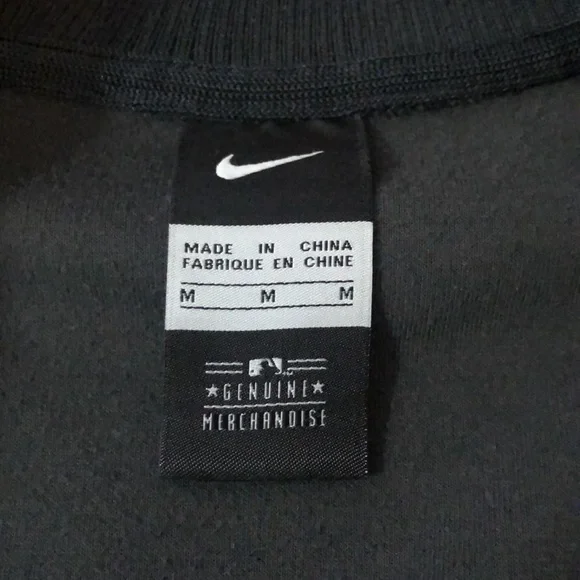 MADE IN CHINA
FABRIQUE EN CHINE
M M M
GENUINE
MERCHANDISE